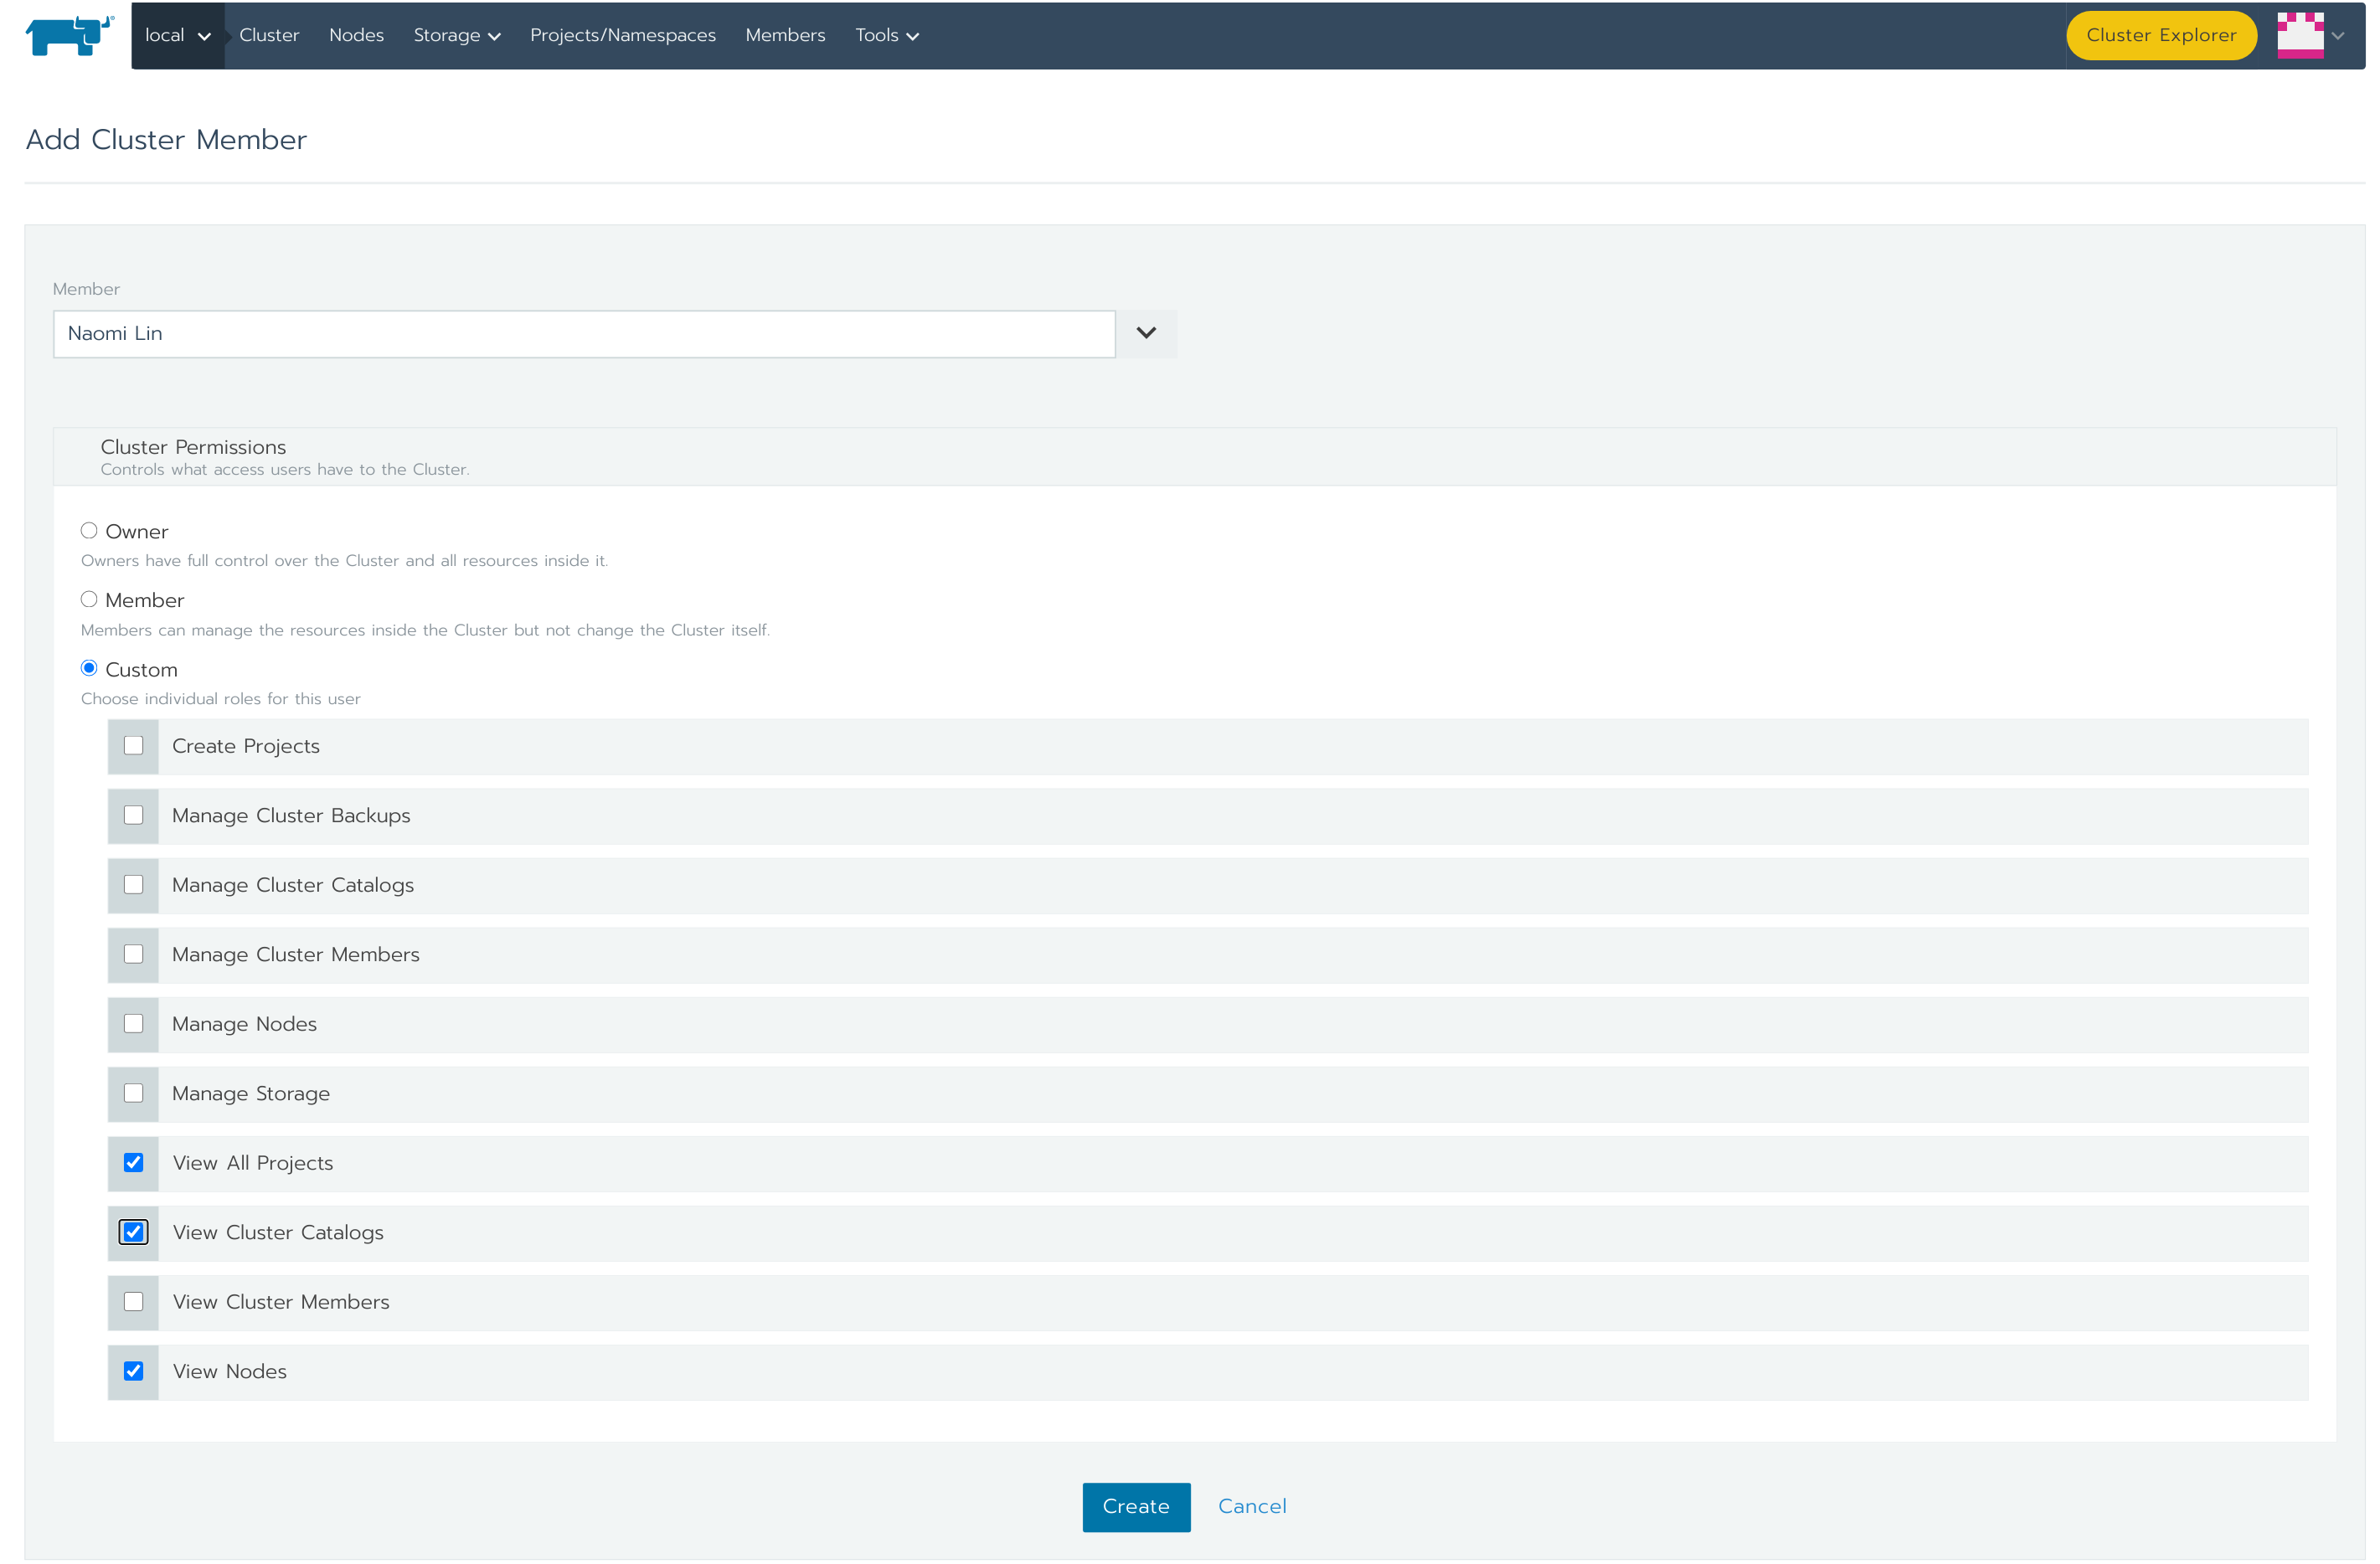 local Cluster Nodes Storage Projects/Namespaces Members Tools Cluster Explorer
Add Cluster Member
Member
Naomi Lin
Cluster Permissions
Controls what access users have to the Cluster.
Owner
Owners have full control over the Cluster and all resources inside it.
Member
Members can manage the resources inside the Cluster but not change the Cluster itself.
Custom
Choose individual roles for this user
Create Projects
Manage Cluster Backups
Manage Cluster Catalogs
Manage Cluster Members
Manage Nodes
Manage Storage
View All Projects
View Cluster Catalogs
View Cluster Members
View Nodes
Create Cancel